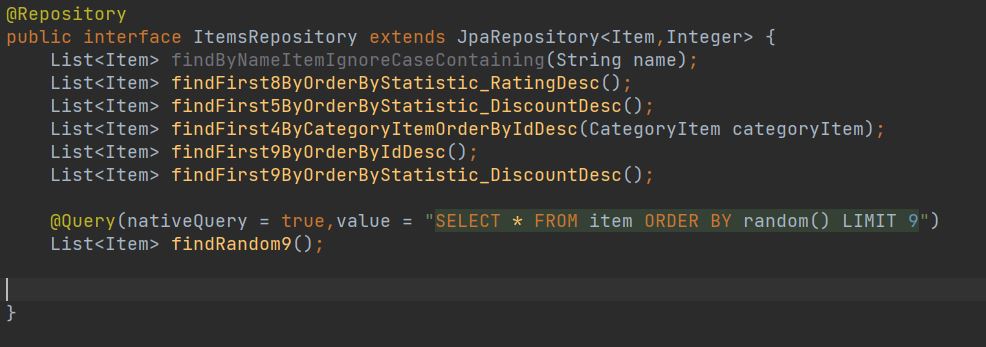 @Repository
public interface ItemsRepository extends JpaRepository<Item,Integer> {
List<Item> findByNameItemIgnoreCaseContaining(String name);
List<Item> findFirst8ByOrderByStatistic_RatingDesc();
List<Item> findFirst5ByOrderByStatistic_DiscountDesc();
List<Item> findFirst4ByCategoryItemOrderByIdDesc(CategoryItem categoryItem);
List<Item> findFirst9ByOrderByIdDesc();
List<Item> findFirst9ByOrderByStatistic_DiscountDesc();
@Query(nativeQuery = true,value = "SELECT * FROM item ORDER BY random() LIMIT 9")
List<Item> findRandom9();
}